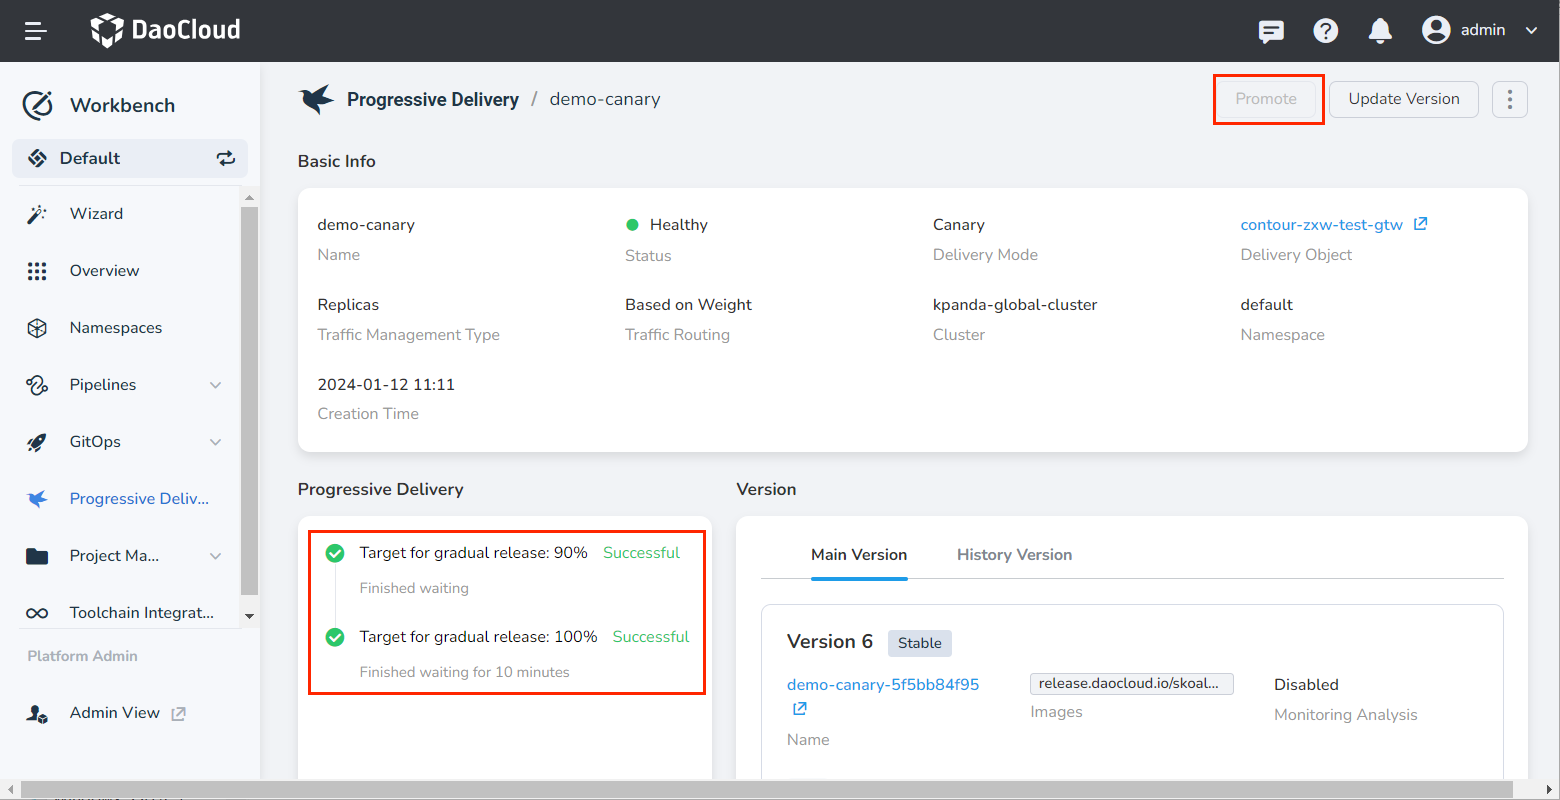 DaoCloud
admin
Workbench
Default
Wizard
Overview
Namespaces
Pipelines
GitOps
Progressive Deliv...
Project Ma...
Toolchain Integrat...
Platform Admin
Admin View
Progressive Delivery / demo-canary
Promote
Update Version
Basic Info
demo-canary
Name
Healthy
Status
Canary
Delivery Mode
contour-zxw-test-gtw
Delivery Object
Replicas
Traffic Management Type
Based on Weight
Traffic Routing
kpanda-global-cluster
Cluster
default
Namespace
2024-01-12 11:11
Creation Time
Progressive Delivery
Target for gradual release: 90% Successful
Finished waiting
Target for gradual release: 100% Successful
Finished waiting for 10 minutes
Version
Main Version
History Version
Version 6 Stable
demo-canary-5f5bb84f95
Name
release.daocloud.io/skoal...
Images
Disabled
Monitoring Analysis